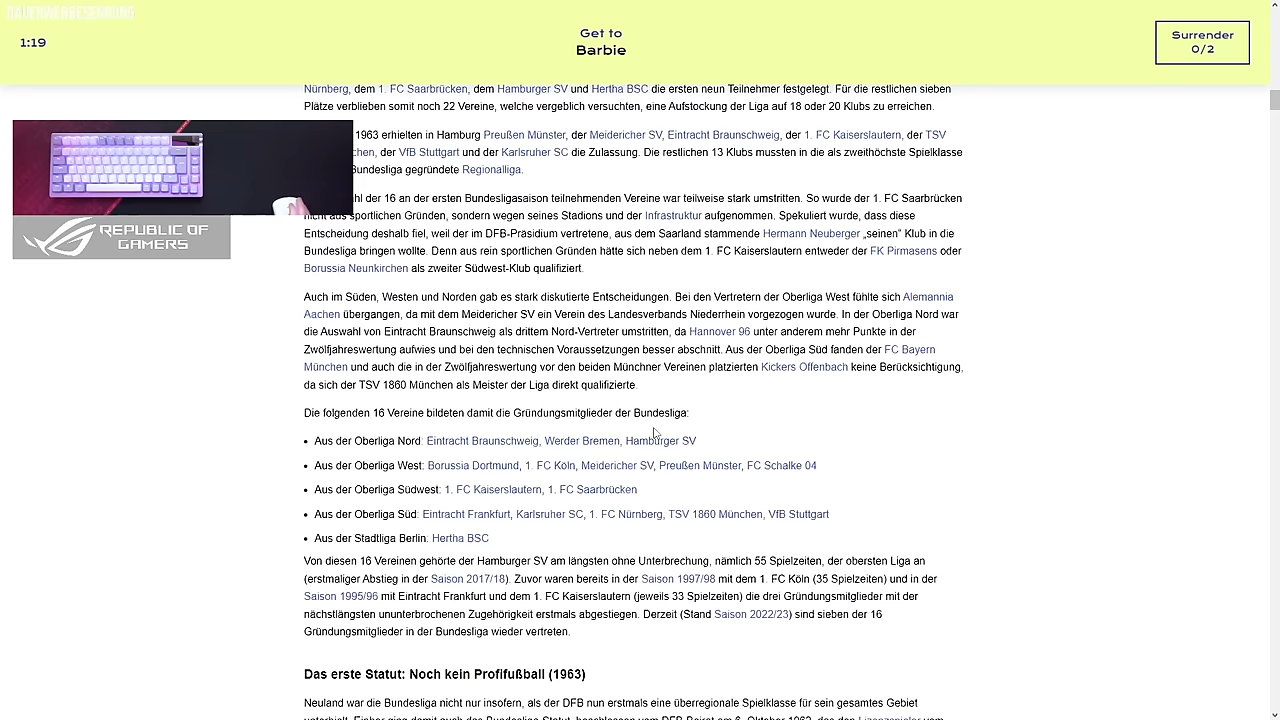 DAUERWERBESENDUNG
1:19
Get to
Barbie
Surrender
0/2
Nürnberg, dem 1. FC Saarbrücken, dem Hamburger SV und Hertha BSC die ersten neun Teilnehmer festgelegt. Für die restlichen sieben
Plätze verblieben somit noch 22 Vereine, welche vergeblich versuchten, eine Aufstockung der Liga auf 18 oder 20 Klubs zu erreichen.
1963 erhielten in Hamburg Preußen Münster, der Meidericher SV, Eintracht Braunschweig, der 1. FC Kaiserslautern, der TSV
chen, der VfB Stuttgart und der Karlsruher SC die Zulassung. Die restlichen 13 Klubs mussten in die als zweithöchste Spielklasse
Bundesliga gegründete Regionalliga.
hl der 16 an der ersten Bundesligasaison teilnehmenden Vereine war teilweise stark umstritten. So wurde der 1. FC Saarbrücken
nicht aus sportlichen Gründen, sondern wegen seines Stadions und der Infrastruktur aufgenommen. Spekuliert wurde, dass diese
Entscheidung deshalb fiel, weil der im DFB-Präsidium vertretene, aus dem Saarland stammende Hermann Neuberger „seinen“ Klub in die
Bundesliga bringen wollte. Denn aus rein sportlichen Gründen hätte sich neben dem 1. FC Kaiserslautern entweder der FK Pirmasens oder
Borussia Neunkirchen als zweiter Südwest-Klub qualifiziert.
REPUBLIC OF
GAMERS
Auch im Süden, Westen und Norden gab es stark diskutierte Entscheidungen. Bei den Vertretern der Oberliga West fühlte sich Alemannia
Aachen übergangen, da mit dem Meidericher SV ein Verein des Landesverbands Niederrhein vorgezogen wurde. In der Oberliga Nord war
die Auswahl von Eintracht Braunschweig als drittem Nord-Vertreter umstritten, da Hannover 96 unter anderem mehr Punkte in der
Zwölfjahreswertung aufwies und bei den technischen Voraussetzungen besser abschnitt. Aus der Oberliga Süd fanden der FC Bayern
München und auch die in der Zwölfjahreswertung vor den beiden Münchner Vereinen platzierten Kickers Offenbach keine Berücksichtigung,
da sich der TSV 1860 München als Meister der Liga direkt qualifizierte.
Die folgenden 16 Vereine bildeten damit die Gründungsmitglieder der Bundesliga:
• Aus der Oberliga Nord: Eintracht Braunschweig, Werder Bremen, Hamburger SV
• Aus der Oberliga West: Borussia Dortmund, 1. FC Köln, Meidericher SV, Preußen Münster, FC Schalke 04
• Aus der Oberliga Südwest: 1. FC Kaiserslautern, 1. FC Saarbrücken
• Aus der Oberliga Süd: Eintracht Frankfurt, Karlsruher SC, 1. FC Nürnberg, TSV 1860 München, VfB Stuttgart
• Aus der Stadtliga Berlin: Hertha BSC
Von diesen 16 Vereinen gehörte der Hamburger SV am längsten ohne Unterbrechung, nämlich 55 Spielzeiten, der obersten Liga an
(erstmaliger Abstieg in der Saison 2017/18). Zuvor waren bereits in der Saison 1997/98 mit dem 1. FC Köln (35 Spielzeiten) und in der
Saison 1995/96 mit Eintracht Frankfurt und dem 1. FC Kaiserslautern (jeweils 33 Spielzeiten) die drei Gründungsmitglieder mit der
nächstlängsten ununterbrochenen Zugehörigkeit erstmals abgestiegen. Derzeit (Stand Saison 2022/23) sind sieben der 16
Gründungsmitglieder in der Bundesliga wieder vertreten.
Das erste Statut: Noch kein Profifußball (1963)
Neuland war die Bundesliga nicht nur insofern, als der DFB nun erstmals eine überregionale Spielklasse für sein gesamtes Gebiet